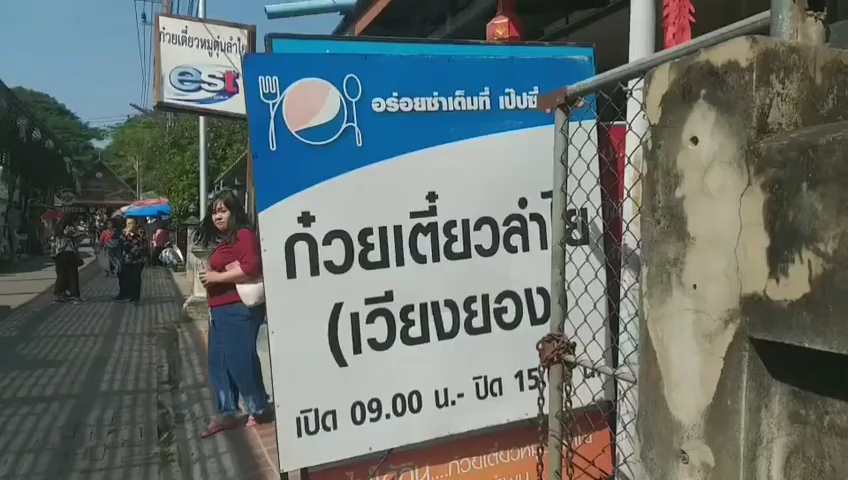 ก๋วยเตี๋ยวหมูตุ๋นลำไย
est
อร่อยซ่าเต็มที่ เป๊ปซี่
ก๋วยเตี๋ยวลำไย
(เวียงยอง
เปิด 09.00 น.- ปิด 15